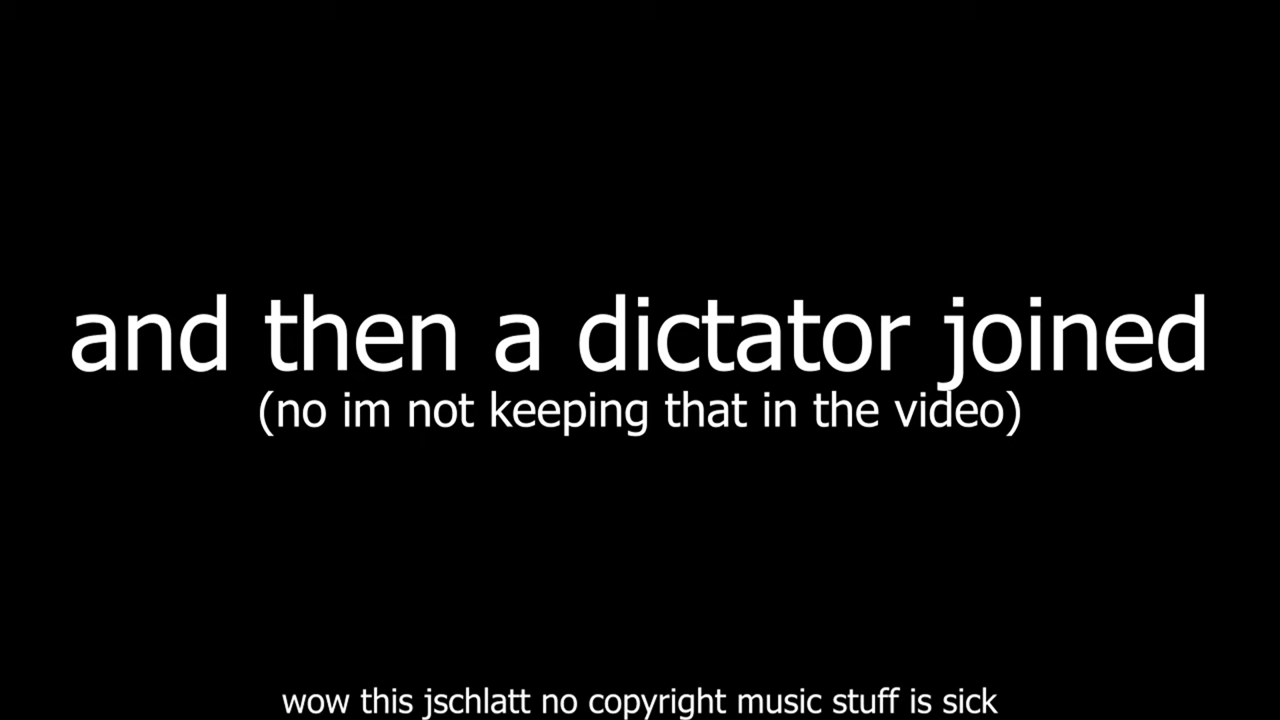 and then a dictator joined
(no im not keeping that in the video)
wow this jschlatt no copyright music stuff is sick